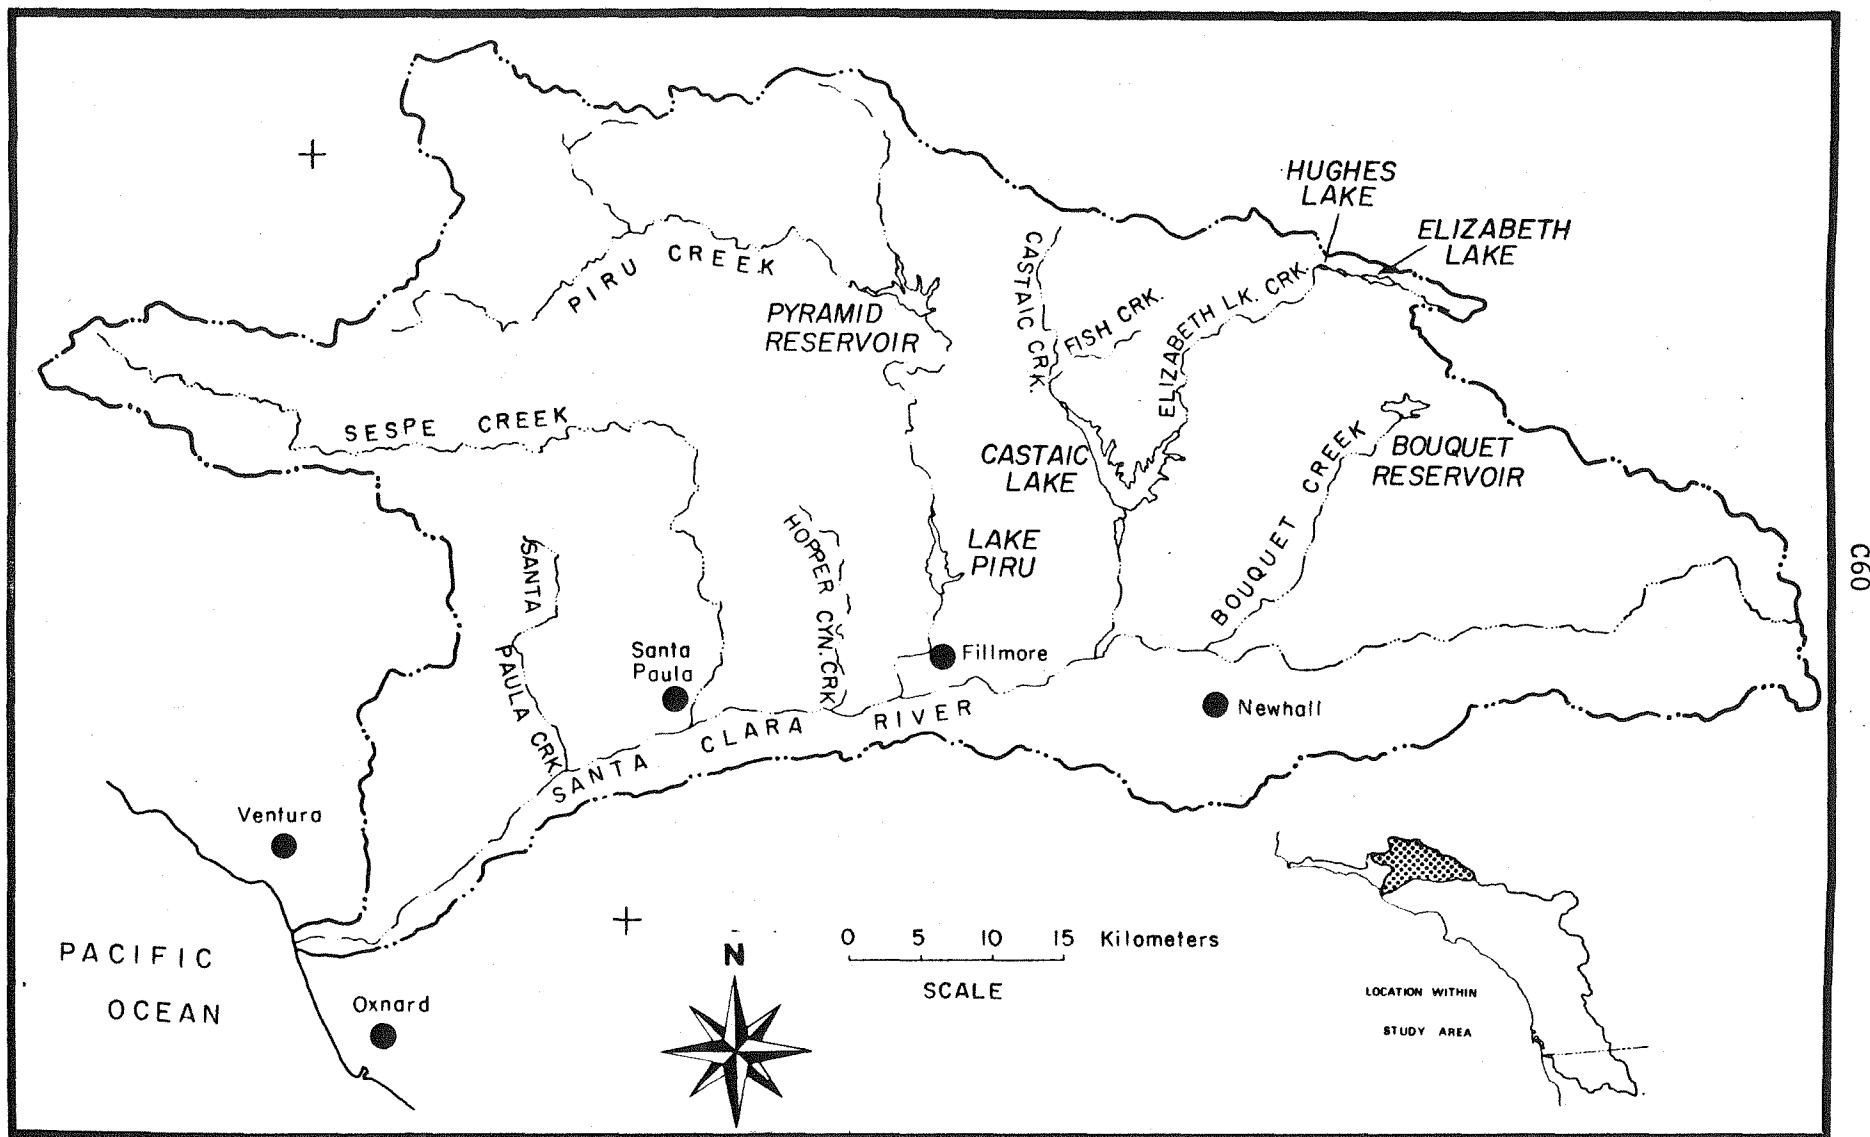 HUGHES
LAKE
ELIZABETH
LAKE
PIRU CREEK
CASTAIC CRK.
FISH CRK.
ELIZABETH LK. CRK.
PYRAMID
RESERVOIR
SESPE CREEK
CASTAIC
LAKE
BOUQUET
RESERVOIR
BOUQUET CREEK
HOPPER CYN. CRK
LAKE
PIRU
SANTA
PAULA CRK
Santa
Paula
Fillmore
Newhall
SANTA CLARA RIVER
Ventura
PACIFIC
OCEAN
Oxnard
N
0 5 10 15 Kilometers
SCALE
LOCATION WITHIN
STUDY AREA
C60